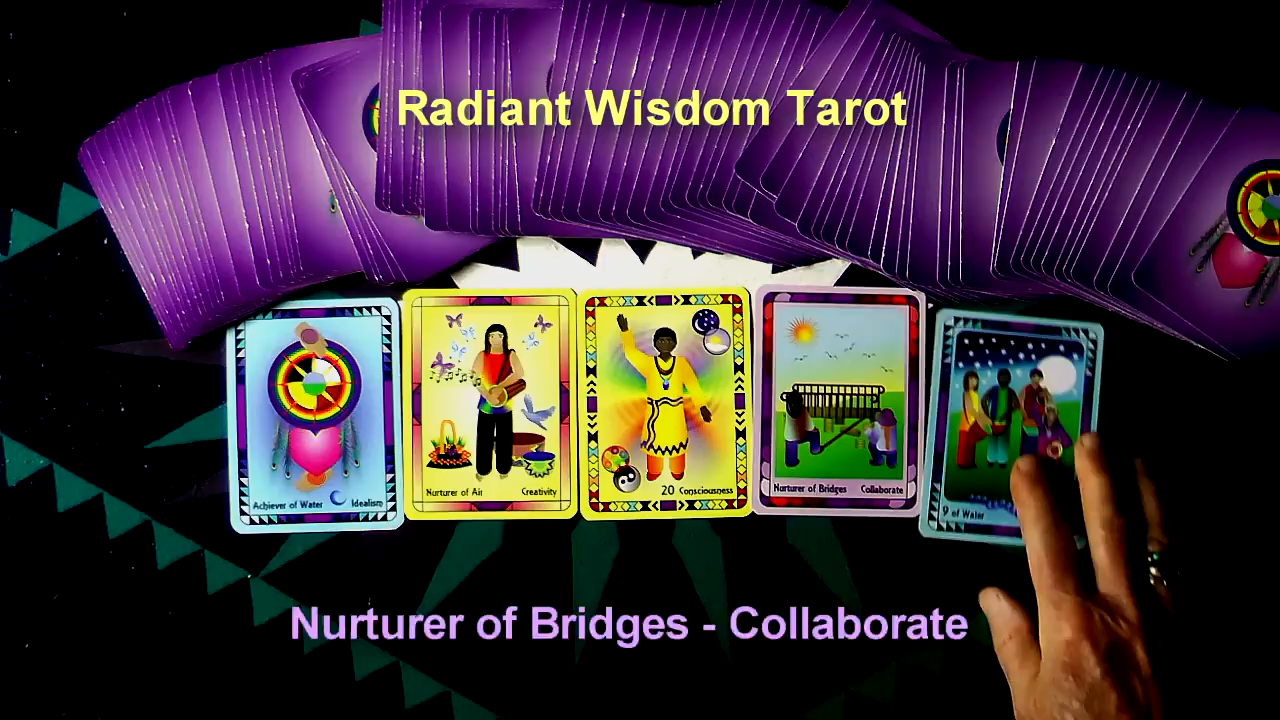 Radiant Wisdom Tarot
Achiever of Water Idealism
Nurturer of Air Creativity
20 Consciousness
Nurturer of Bridges Collaborate
9 of Water
Nurturer of Bridges - Collaborate